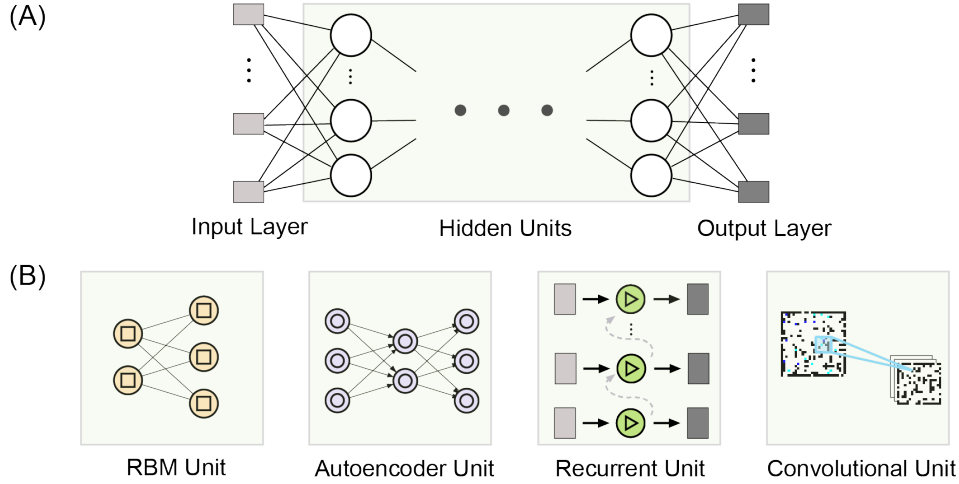 (A)
Input Layer
Hidden Units
Output Layer
(B)
RBM Unit
Autoencoder Unit
Recurrent Unit
Convolutional Unit